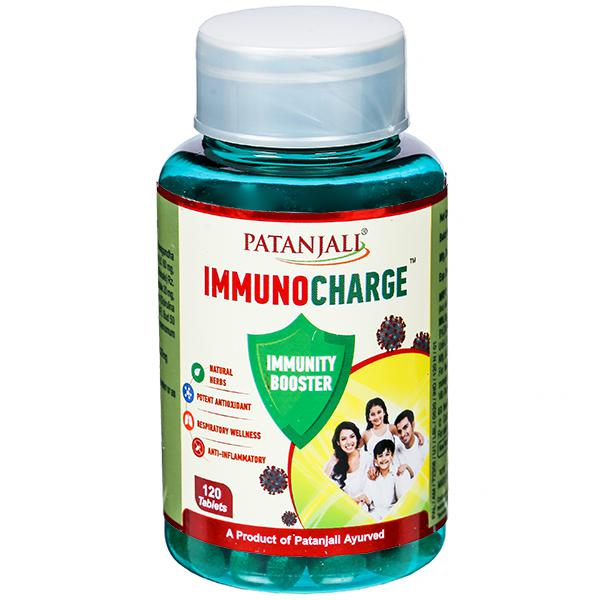 PATANJALI®
IMMUNOCHARGE™
IMMUNITY
BOOSTER
NATURAL
HERBS
POTENT ANTIOXIDANT
RESPIRATORY WELLNESS
ANTI-INFLAMMATORY
120
Tablets
A Product of Patanjali Ayurved